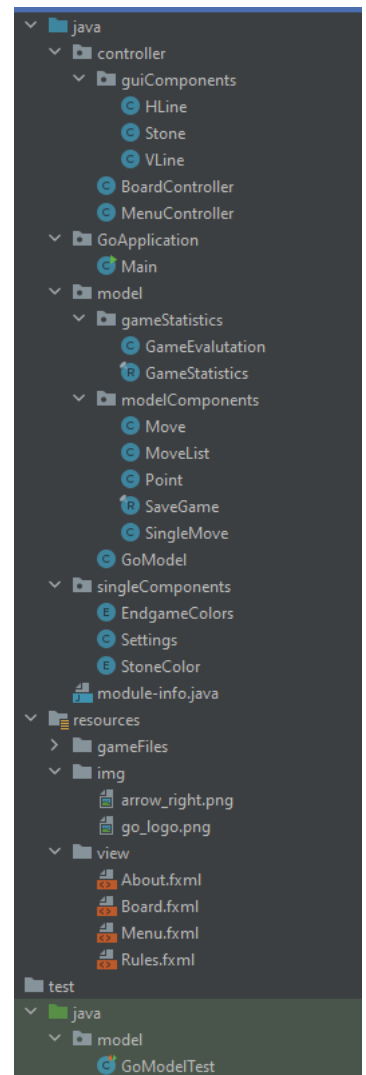 java
controller
guiComponents
HLine
Stone
VLine
BoardController
MenuController
GoApplication
Main
model
gameStatistics
GameEvalutation
GameStatistics
modelComponents
Move
MoveList
Point
SaveGame
SingleMove
GoModel
singleComponents
EndgameColors
Settings
StoneColor
module-info.java
resources
gameFiles
img
arrow_right.png
go_logo.png
view
About.fxml
Board.fxml
Menu.fxml
Rules.fxml
test
java
model
GoModelTest